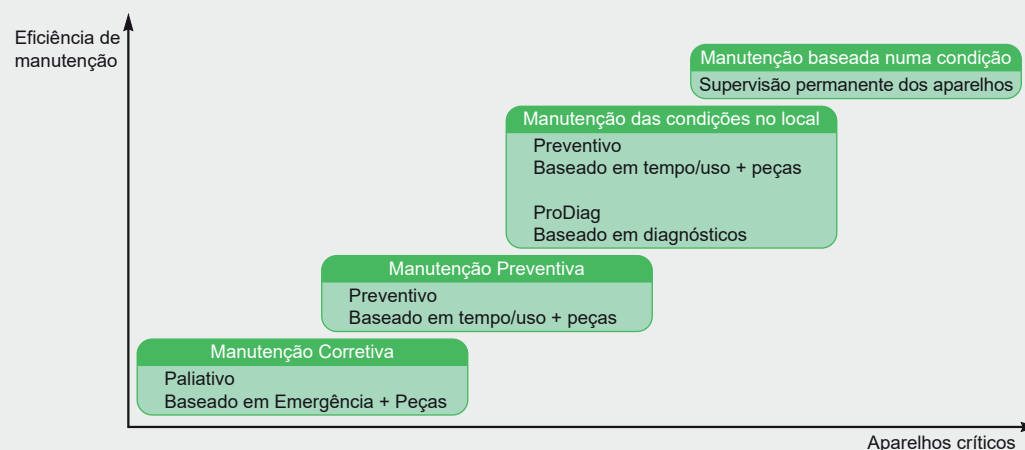 Eficiência de
manutenção
Manutenção baseada numa condição
Supervisão permanente dos aparelhos
Manutenção das condições no local
Preventivo
Baseado em tempo/uso + peças
ProDiag
Baseado em diagnósticos
Manutenção Preventiva
Preventivo
Baseado em tempo/uso + peças
Manutenção Corretiva
Paliativo
Baseado em Emergência + Peças
Aparelhos críticos